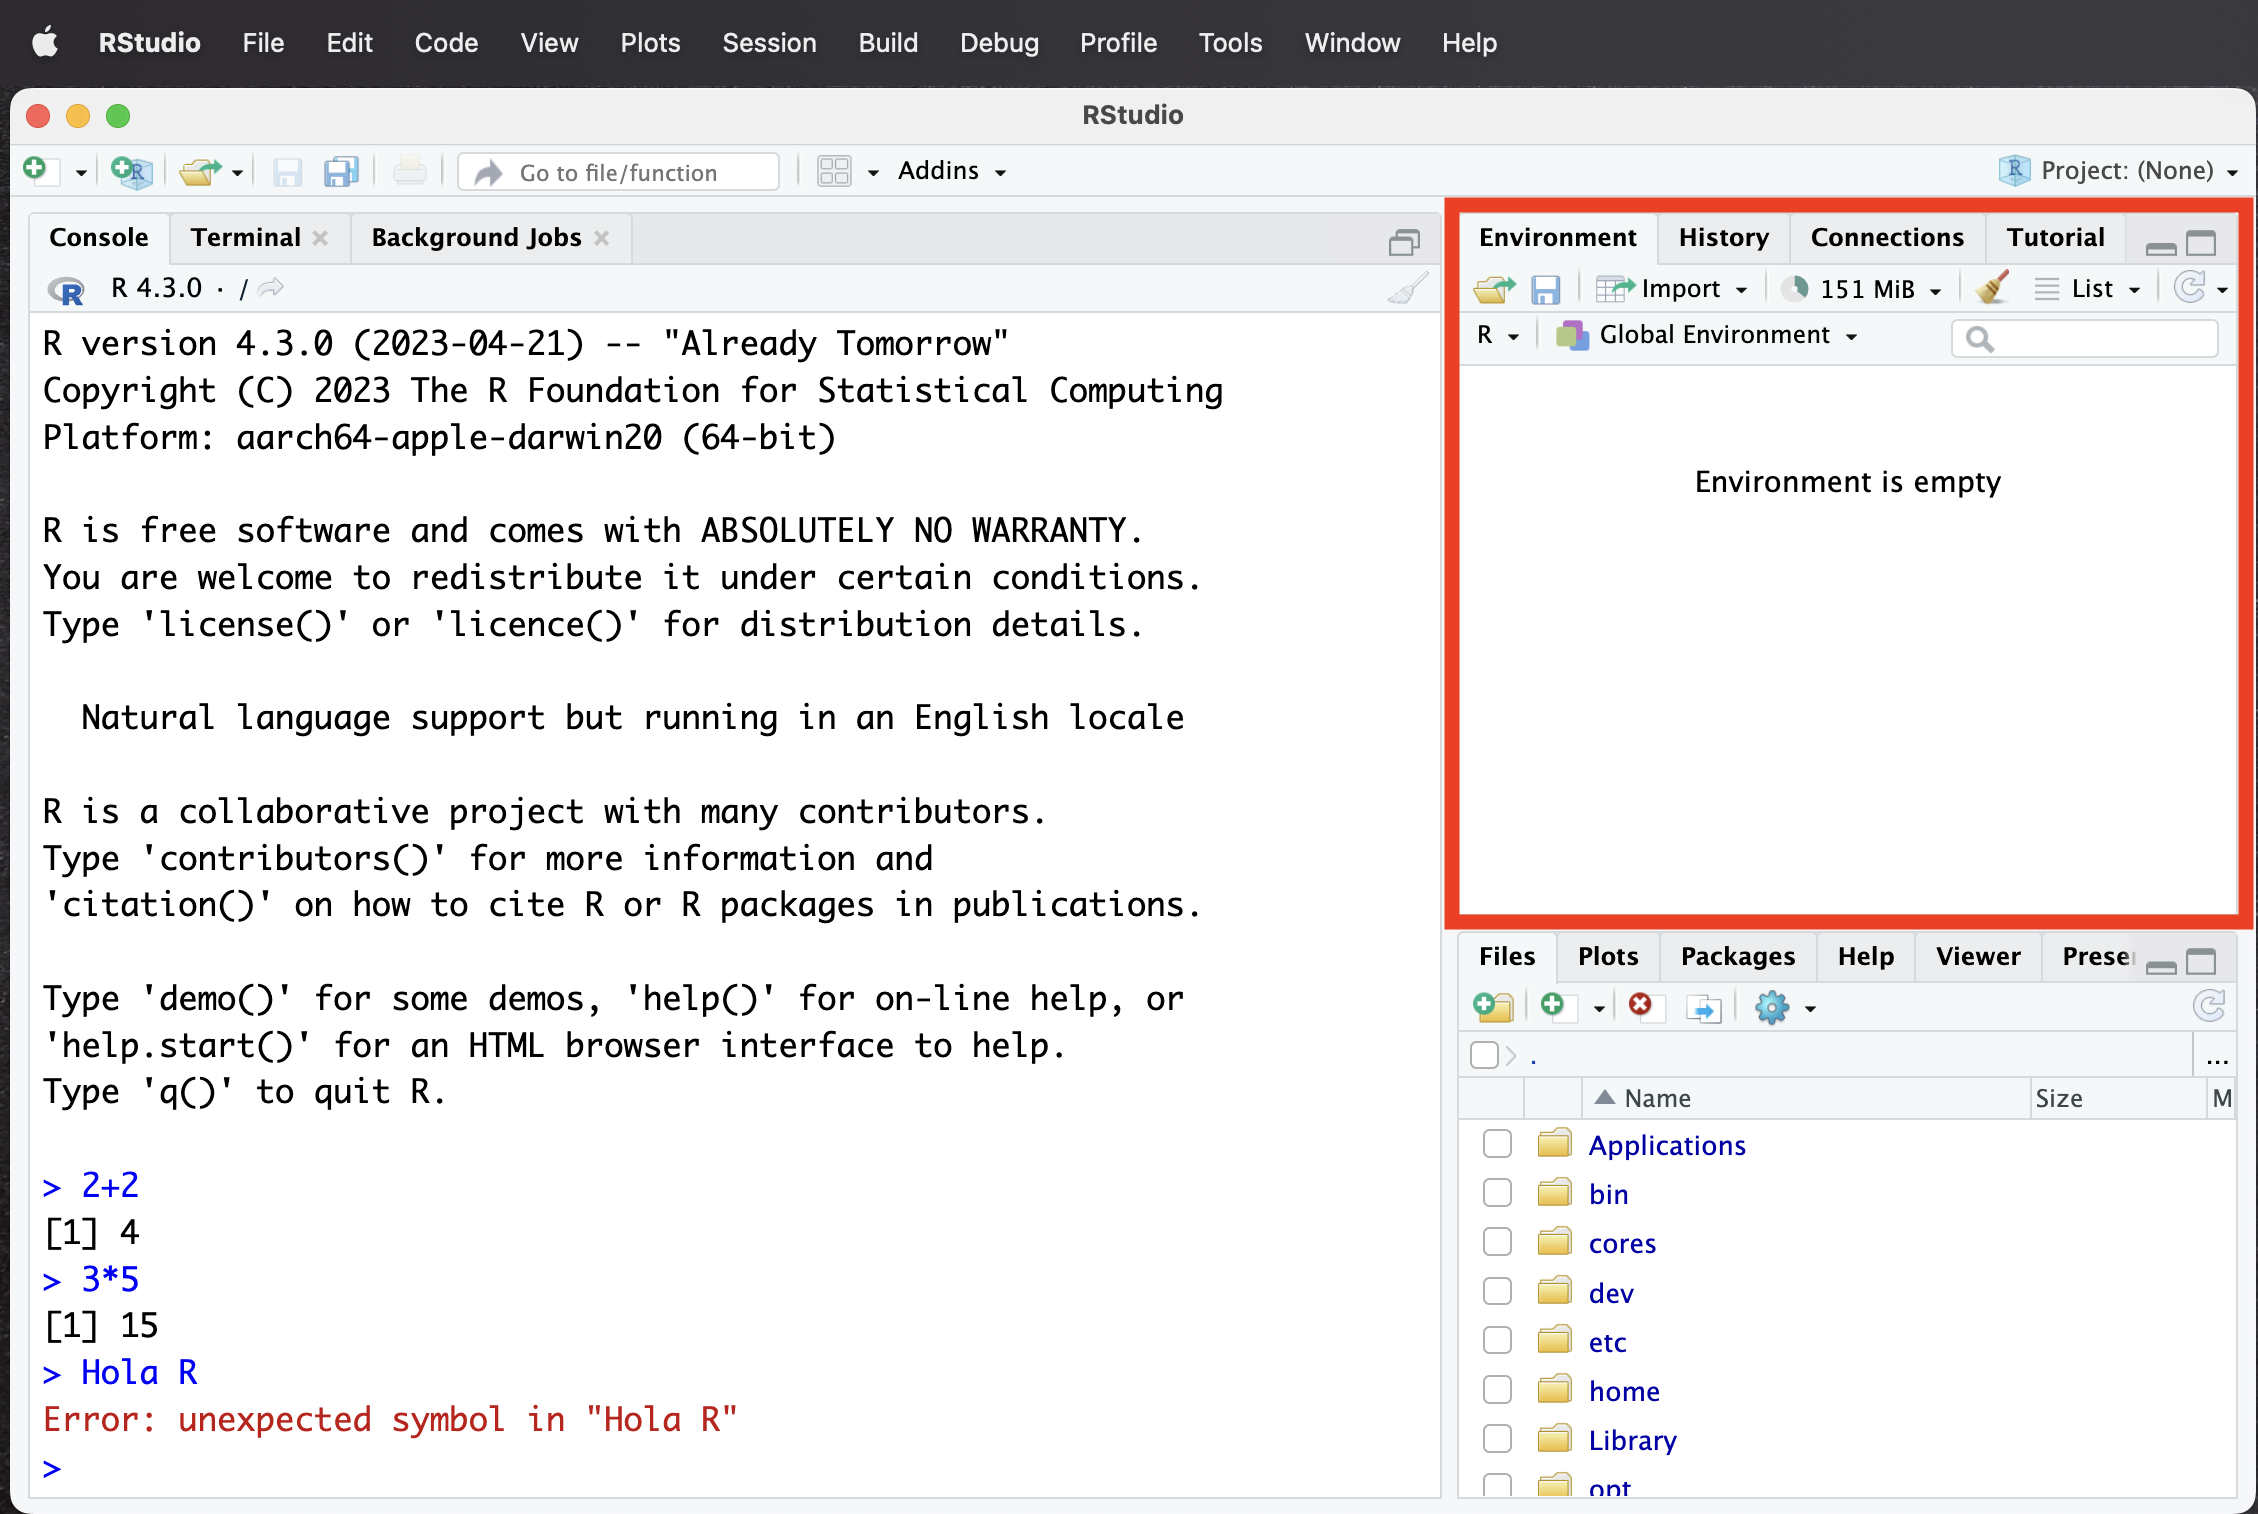 RStudio File Edit Code View Plots Session Build Debug Profile Tools Window Help
RStudio
Go to file/function Addins Project: (None)
Console Terminal Background Jobs
R 4.3.0 · /
R version 4.3.0 (2023-04-21) -- "Already Tomorrow"
Copyright (C) 2023 The R Foundation for Statistical Computing
Platform: aarch64-apple-darwin20 (64-bit)
R is free software and comes with ABSOLUTELY NO WARRANTY.
You are welcome to redistribute it under certain conditions.
Type 'license()' or 'licence()' for distribution details.
Natural language support but running in an English locale
R is a collaborative project with many contributors.
Type 'contributors()' for more information and
'citation()' on how to cite R or R packages in publications.
Type 'demo()' for some demos, 'help()' for on-line help, or
'help.start()' for an HTML browser interface to help.
Type 'q()' to quit R.
> 2+2
[1] 4
> 3*5
[1] 15
> Hola R
Error: unexpected symbol in "Hola R"
>
Environment History Connections Tutorial
Import 151 MiB List
R Global Environment
Environment is empty
Files Plots Packages Help Viewer Prese
. ...
Name Size M
Applications
bin
cores
dev
etc
home
Library
opt